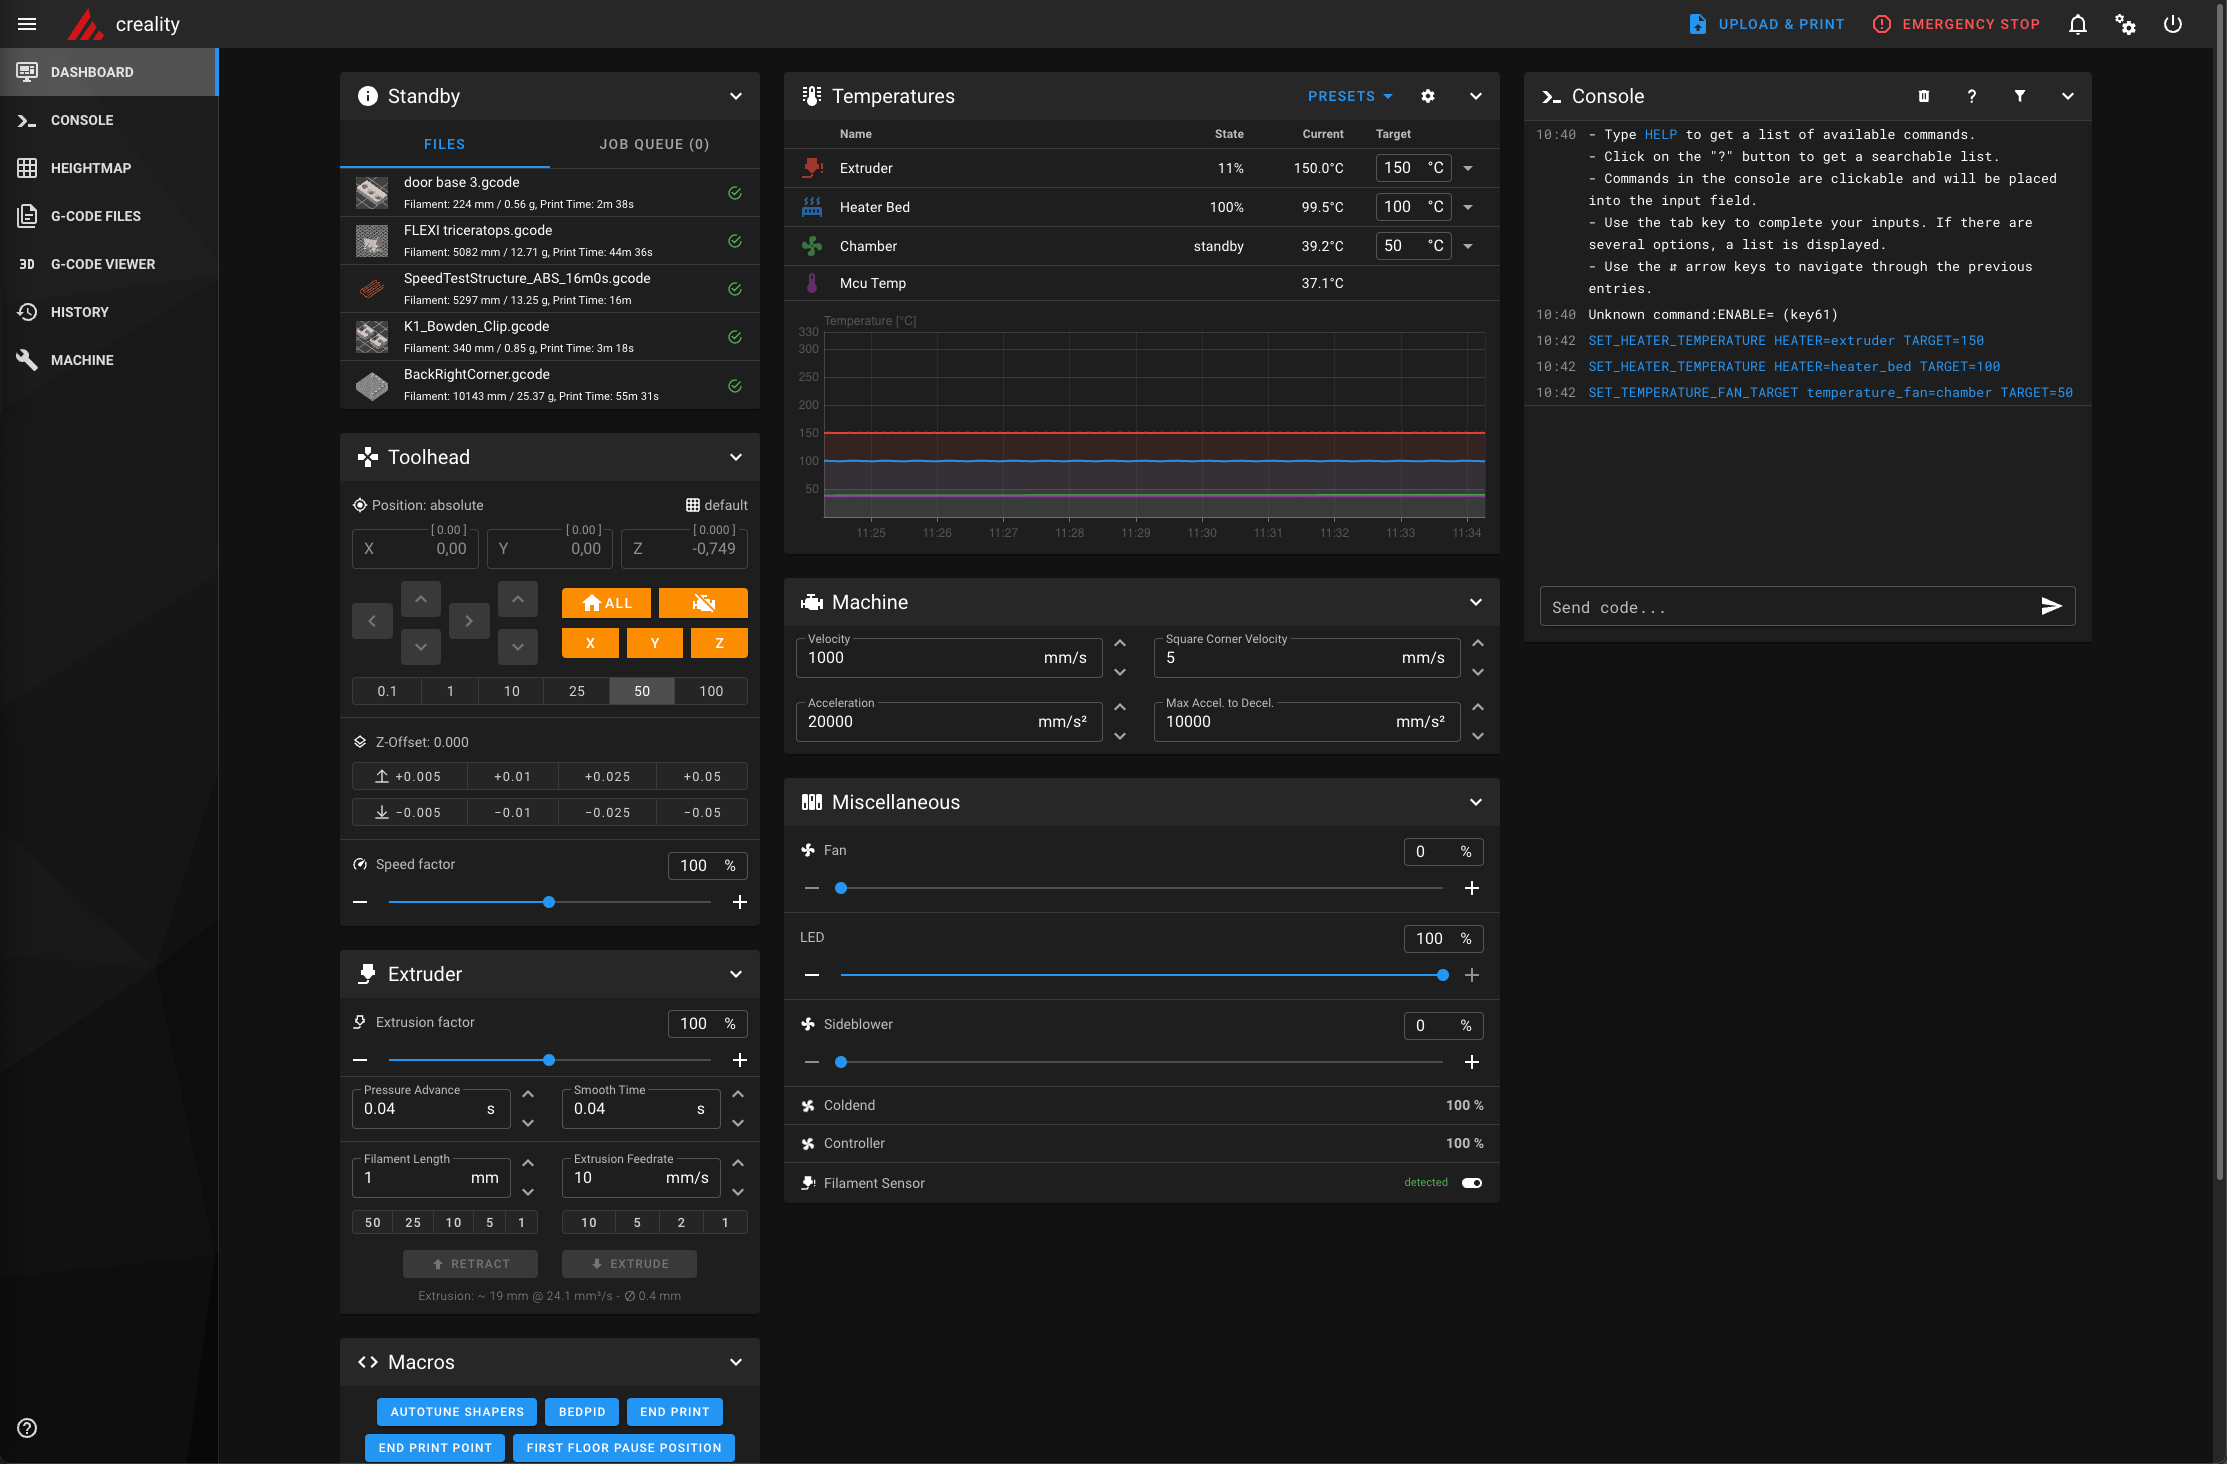 creality
UPLOAD & PRINT
EMERGENCY STOP
DASHBOARD
CONSOLE
HEIGHTMAP
G-CODE FILES
3D G-CODE VIEWER
HISTORY
MACHINE
Standby
FILES
JOB QUEUE (0)
door base 3.gcode
Filament: 224 mm / 0.56 g, Print Time: 2m 38s
FLEXI triceratops.gcode
Filament: 5082 mm / 12.71 g, Print Time: 44m 36s
SpeedTestStructure_ABS_16m0s.gcode
Filament: 5297 mm / 13.25 g, Print Time: 16m
K1_Bowden_Clip.gcode
Filament: 340 mm / 0.85 g, Print Time: 3m 18s
BackRightCorner.gcode
Filament: 10143 mm / 25.37 g, Print Time: 55m 31s
Toolhead
Position: absolute
default
[ 0.00 ] [ 0.00 ] [ 0.000 ]
X 0,00 Y 0,00 Z -0,749
ALL
X Y Z
0.1 1 10 25 50 100
Z-Offset: 0.000
+0.005 +0.01 +0.025 +0.05
−0.005 −0.01 −0.025 −0.05
Speed factor 100 %
Extruder
Extrusion factor 100 %
Pressure Advance Smooth Time
0.04 s 0.04 s
Filament Length Extrusion Feedrate
1 mm 10 mm/s
50 25 10 5 1 10 5 2 1
RETRACT EXTRUDE
Extrusion: ~ 19 mm @ 24.1 mm³/s - ∅ 0.4 mm
Macros
AUTOTUNE SHAPERS BEDPID END PRINT
END PRINT POINT FIRST FLOOR PAUSE POSITION
Temperatures
PRESETS
Name State Current Target
Extruder 11% 150.0°C 150 °C
Heater Bed 100% 99.5°C 100 °C
Chamber standby 39.2°C 50 °C
Mcu Temp 37.1°C
Temperature [°C]
330
300
250
200
150
100
50
11:25 11:26 11:27 11:28 11:29 11:30 11:31 11:32 11:33 11:34
Machine
Velocity Square Corner Velocity
1000 mm/s 5 mm/s
Acceleration Max Accel. to Decel.
20000 mm/s² 10000 mm/s²
Miscellaneous
Fan 0 %
LED 100 %
Sideblower 0 %
Coldend 100 %
Controller 100 %
Filament Sensor detected
Console
10:40 - Type HELP to get a list of available commands.
- Click on the "?" button to get a searchable list.
- Commands in the console are clickable and will be placed
into the input field.
- Use the tab key to complete your inputs. If there are
several options, a list is displayed.
- Use the ⇵ arrow keys to navigate through the previous
entries.
10:40 Unknown command:ENABLE= (key61)
10:42 SET_HEATER_TEMPERATURE HEATER=extruder TARGET=150
10:42 SET_HEATER_TEMPERATURE HEATER=heater_bed TARGET=100
10:42 SET_TEMPERATURE_FAN_TARGET temperature_fan=chamber TARGET=50
Send code...